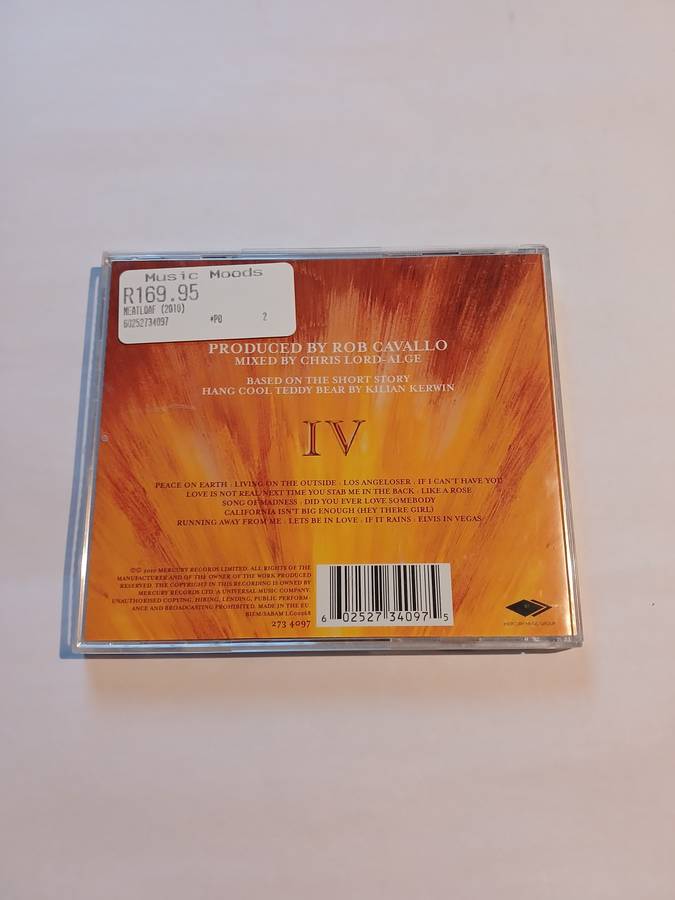 Music Moods
R169.95
MEATLOAF (2010)
60252734097 *P0 2
PRODUCED BY ROB CAVALLO
MIXED BY CHRIS LORD-ALGE
BASED ON THE SHORT STORY
HANG COOL TEDDY BEAR BY KILIAN KERWIN
IV
PEACE ON EARTH . LIVING ON THE OUTSIDE . LOS ANGELOSER . IF I CAN'T HAVE YOU
LOVE IS NOT REAL/NEXT TIME YOU STAB ME IN THE BACK . LIKE A ROSE
SONG OF MADNESS . DID YOU EVER LOVE SOMEBODY
CALIFORNIA ISN'T BIG ENOUGH (HEY THERE GIRL)
RUNNING AWAY FROM ME . LETS BE IN LOVE . IF IT RAINS . ELVIS IN VEGAS
℗© 2010 MERCURY RECORDS LIMITED. ALL RIGHTS OF THE
MANUFACTURER AND OF THE OWNER OF THE WORK PRODUCED
RESERVED. THE COPYRIGHT IN THIS RECORDING IS OWNED BY
MERCURY RECORDS LTD. A UNIVERSAL MUSIC COMPANY.
UNAUTHORISED COPYING, HIRING, LENDING, PUBLIC PERFORM-
ANCE AND BROADCASTING PROHIBITED. MADE IN THE EU.
BIEM/SABAM LC00268
273 4097
6 02527 34097 5
MERCURY MUSIC GROUP